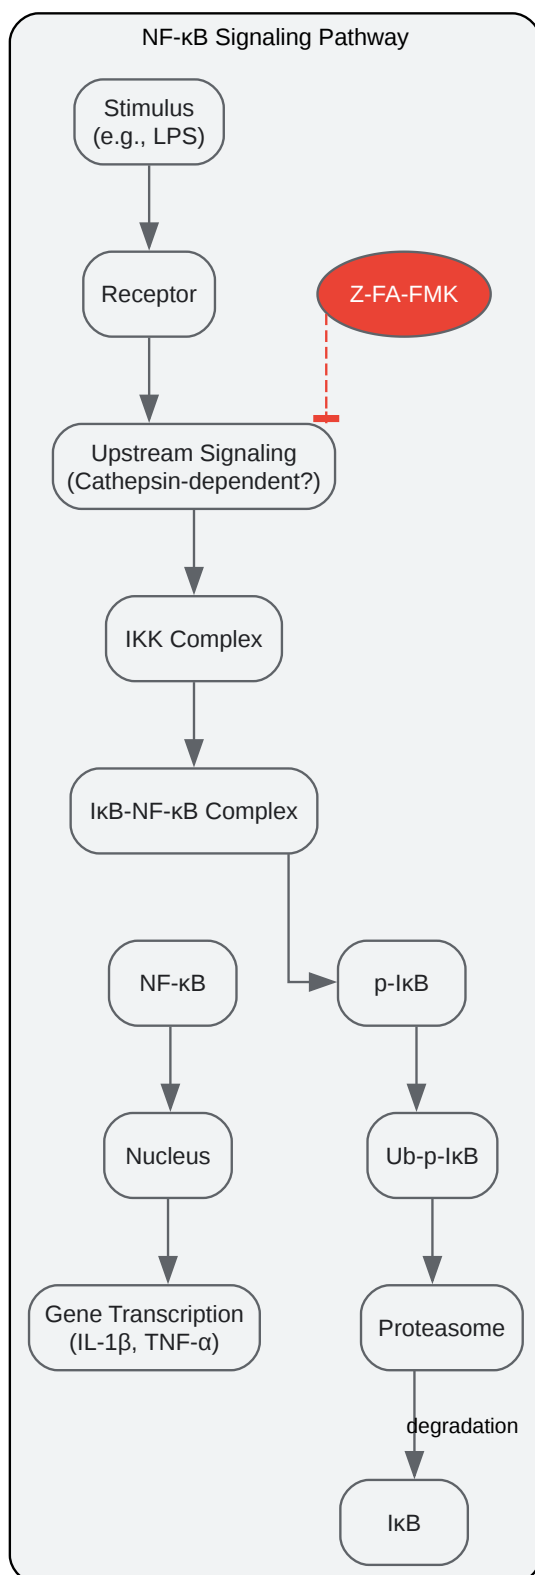 NF-κB Signaling Pathway
Stimulus
(e.g., LPS)
Receptor
Z-FA-FMK
Upstream Signaling
(Cathepsin-dependent?)
IKK Complex
IκB-NF-κB Complex
NF-κB
p-IκB
Nucleus
Ub-p-IκB
Gene Transcription
(IL-1β, TNF-α)
Proteasome
degradation
IκB